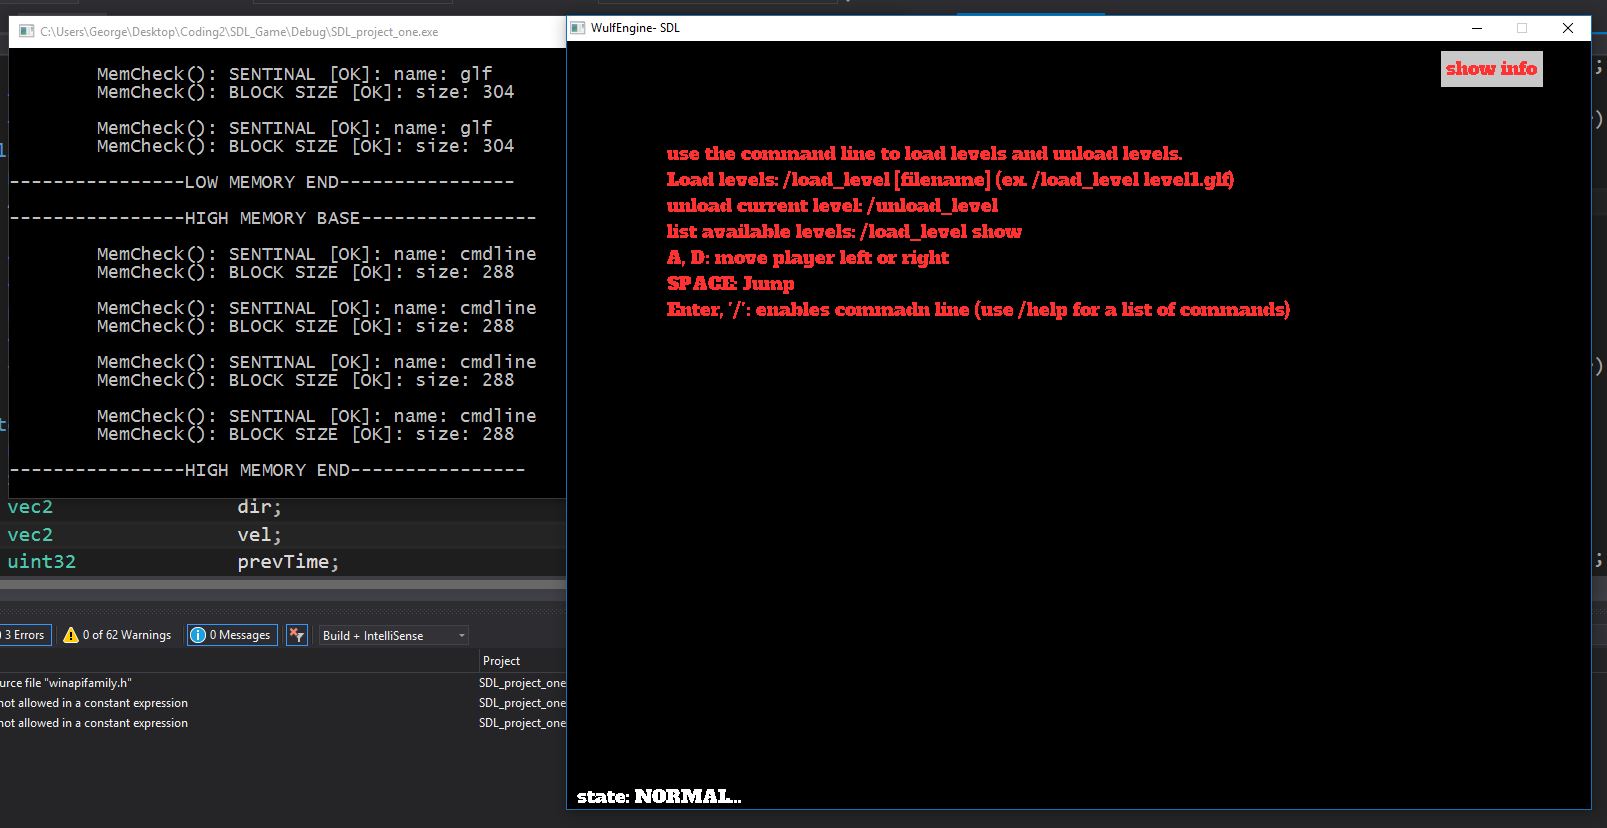 C:\Users\George\Desktop\Coding2\SDL_Game\Debug\SDL_project_one.exe
MemCheck(): SENTINAL [OK]: name: glf
MemCheck(): BLOCK SIZE [OK]: size: 304
MemCheck(): SENTINAL [OK]: name: glf
MemCheck(): BLOCK SIZE [OK]: size: 304
----------------LOW MEMORY END----------------
----------------HIGH MEMORY BASE----------------
MemCheck(): SENTINAL [OK]: name: cmdline
MemCheck(): BLOCK SIZE [OK]: size: 288
MemCheck(): SENTINAL [OK]: name: cmdline
MemCheck(): BLOCK SIZE [OK]: size: 288
MemCheck(): SENTINAL [OK]: name: cmdline
MemCheck(): BLOCK SIZE [OK]: size: 288
MemCheck(): SENTINAL [OK]: name: cmdline
MemCheck(): BLOCK SIZE [OK]: size: 288
----------------HIGH MEMORY END----------------
vec2 dir;
vec2 vel;
uint32 prevTime;
3 Errors 0 of 62 Warnings 0 Messages Build + IntelliSense
Project
urce file "winapifamily.h" SDL_project_one
not allowed in a constant expression SDL_project_one
not allowed in a constant expression SDL_project_one
WulfEngine- SDL
show info
use the command line to load levels and unload levels.
Load levels: /load_level [filename] (ex. /load_level level1.glf)
unload current level: /unload_level
list available levels: /load_level show
A, D: move player left or right
SPACE: Jump
Enter, '/': enables commadn line (use /help for a list of commands)
state: NORMAL...